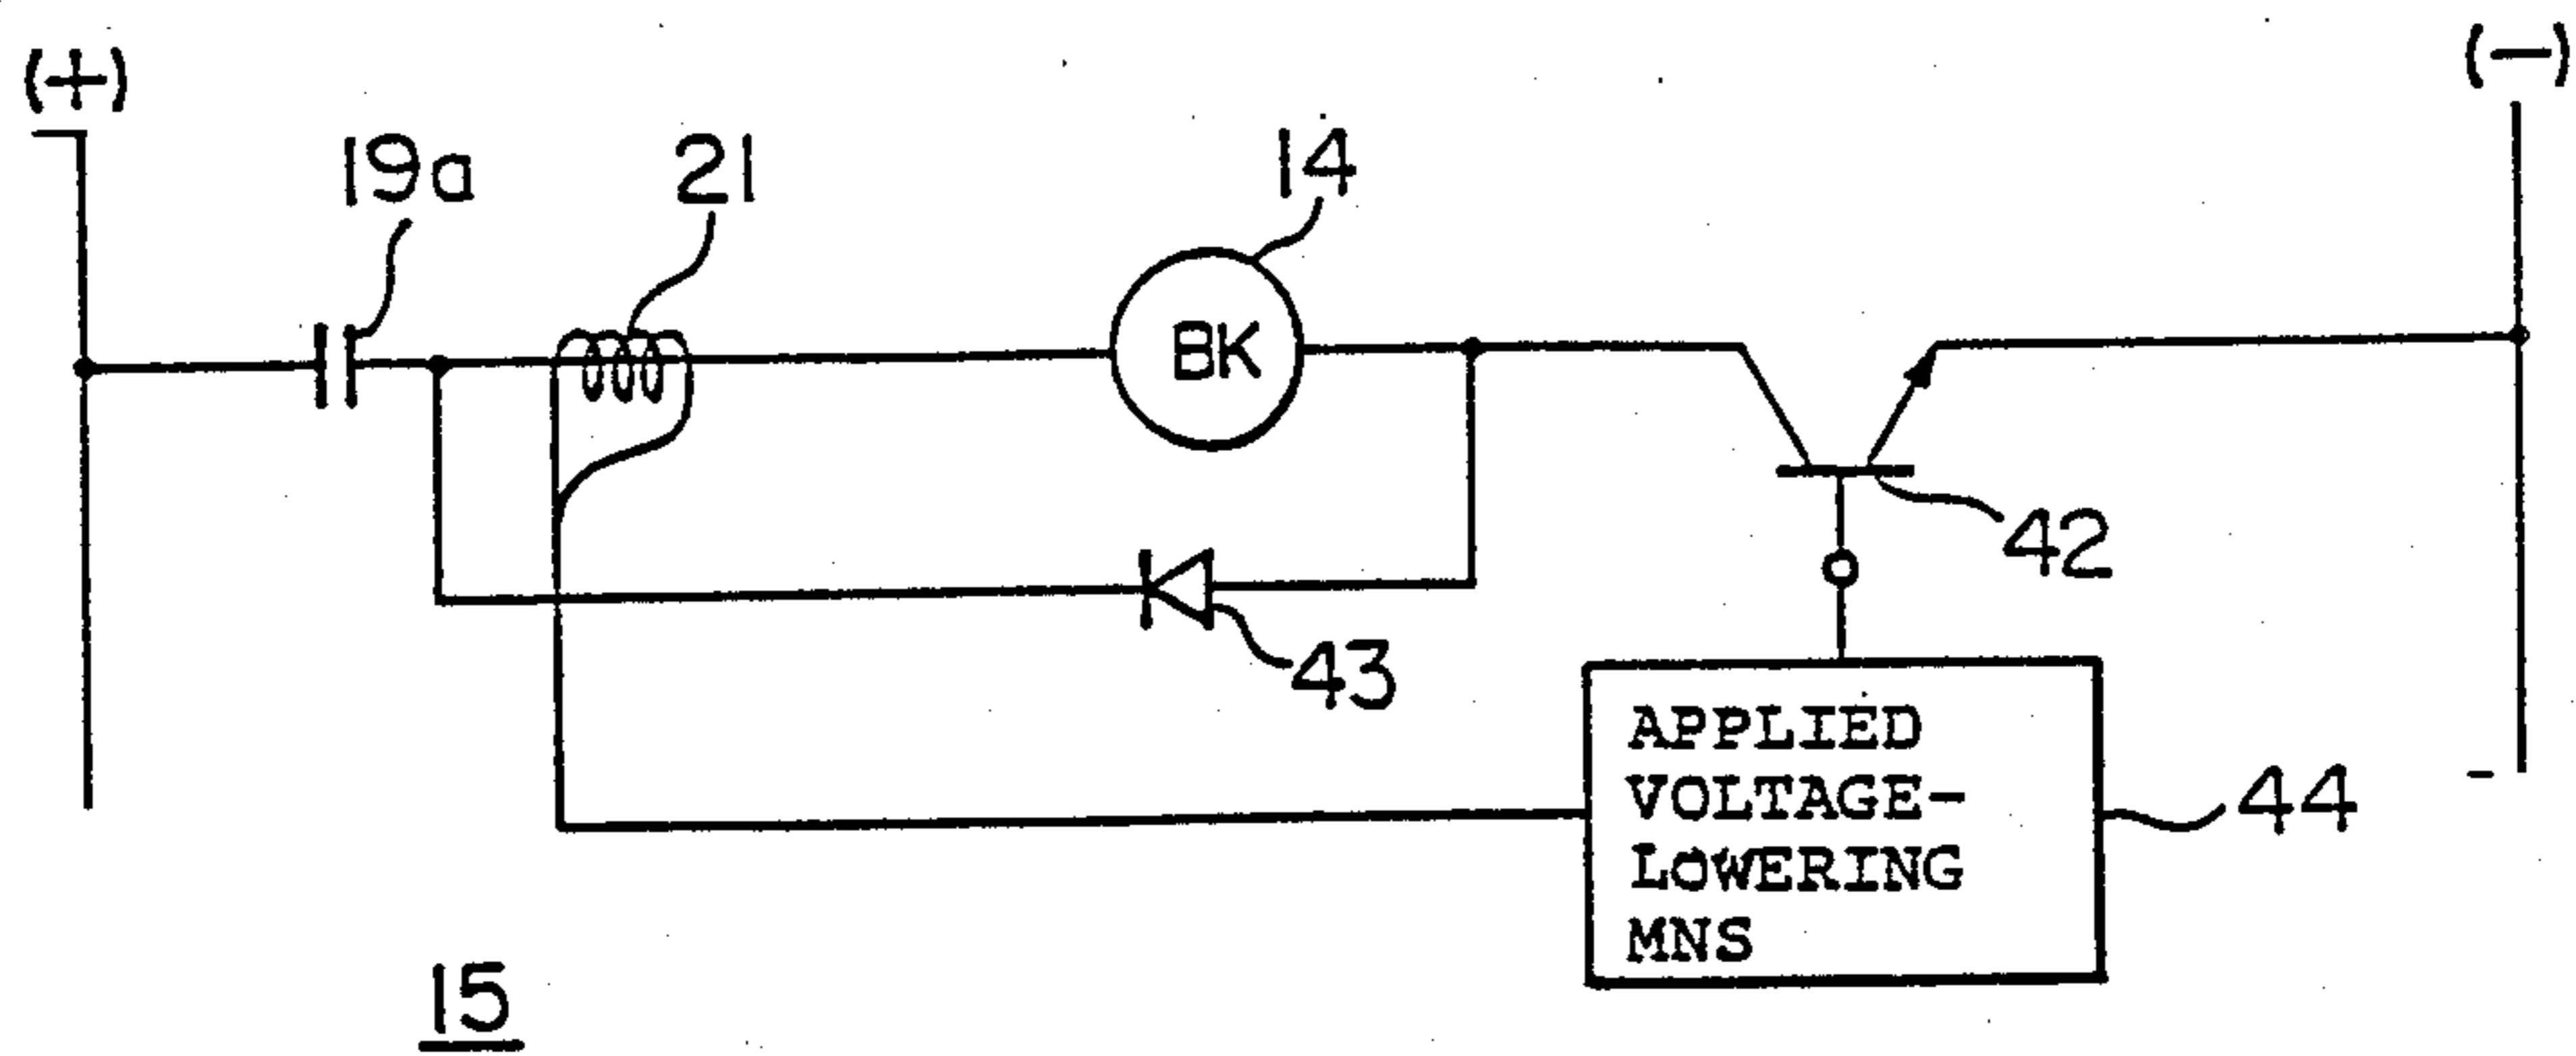 (+)
(-)
19a
21
14
BK
42
43
APPLIED
VOLTAGE-
LOWERING
MNS
44
15